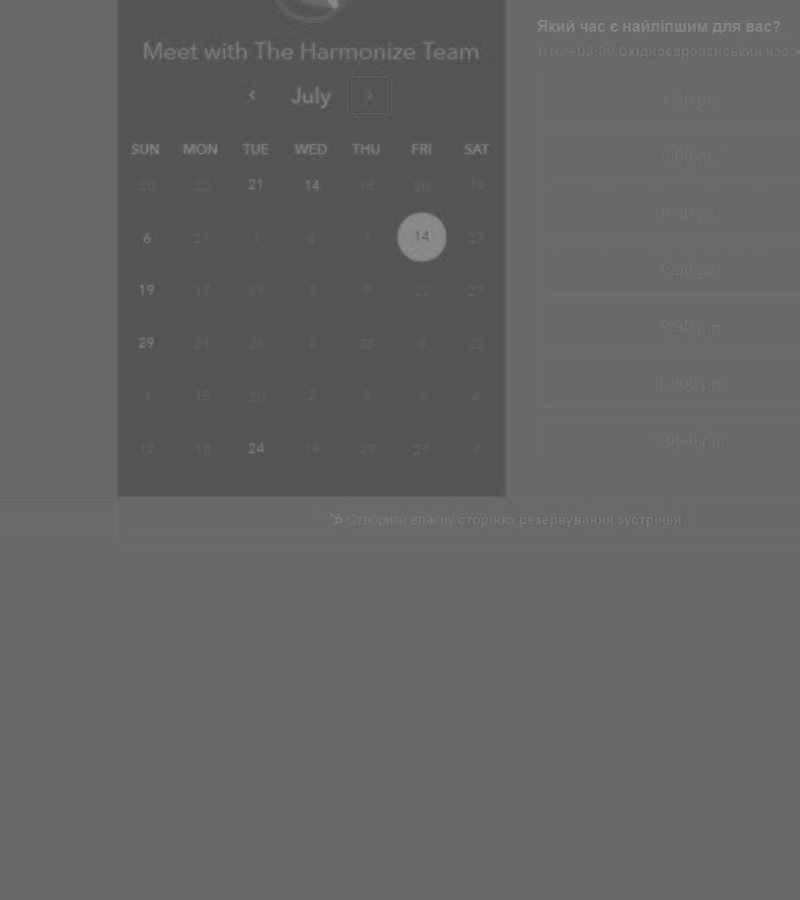 Який час є найліпшим для вас?
Meet with The Harmonize Team
UTC +03:00 Східноєвропейський час
July
7:30 pm
SUN MON TUE WED THU FRI SAT
8:00 pm
20 22 21 14 13 20 14
8:30 pm
6 27 1 4 7 14 27
9:00 pm
19 17 19 3 9 22 27
9:30 pm
29 21 25 2 28 6 22
10:00 pm
1 15 20 2 8 3 4
10:30 pm
12 18 24 14 29 27 7
Створити власну сторінка резервування зустрічей